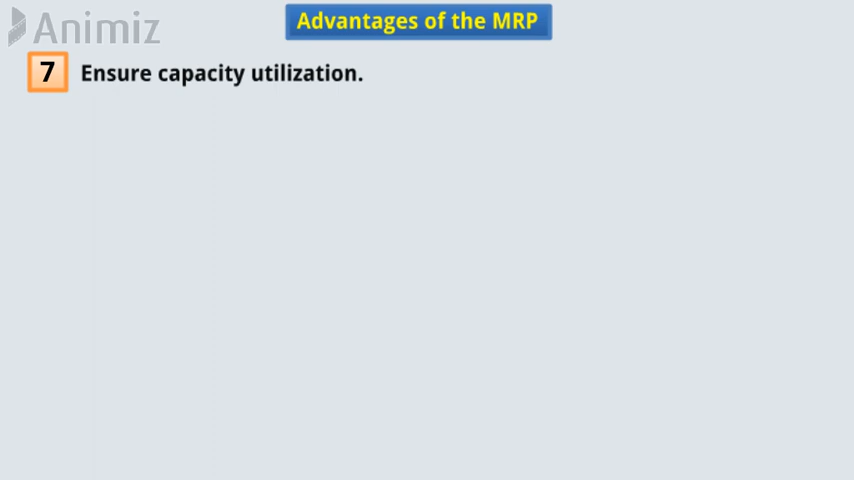 Animiz
Advantages of the MRP
7 Ensure capacity utilization.